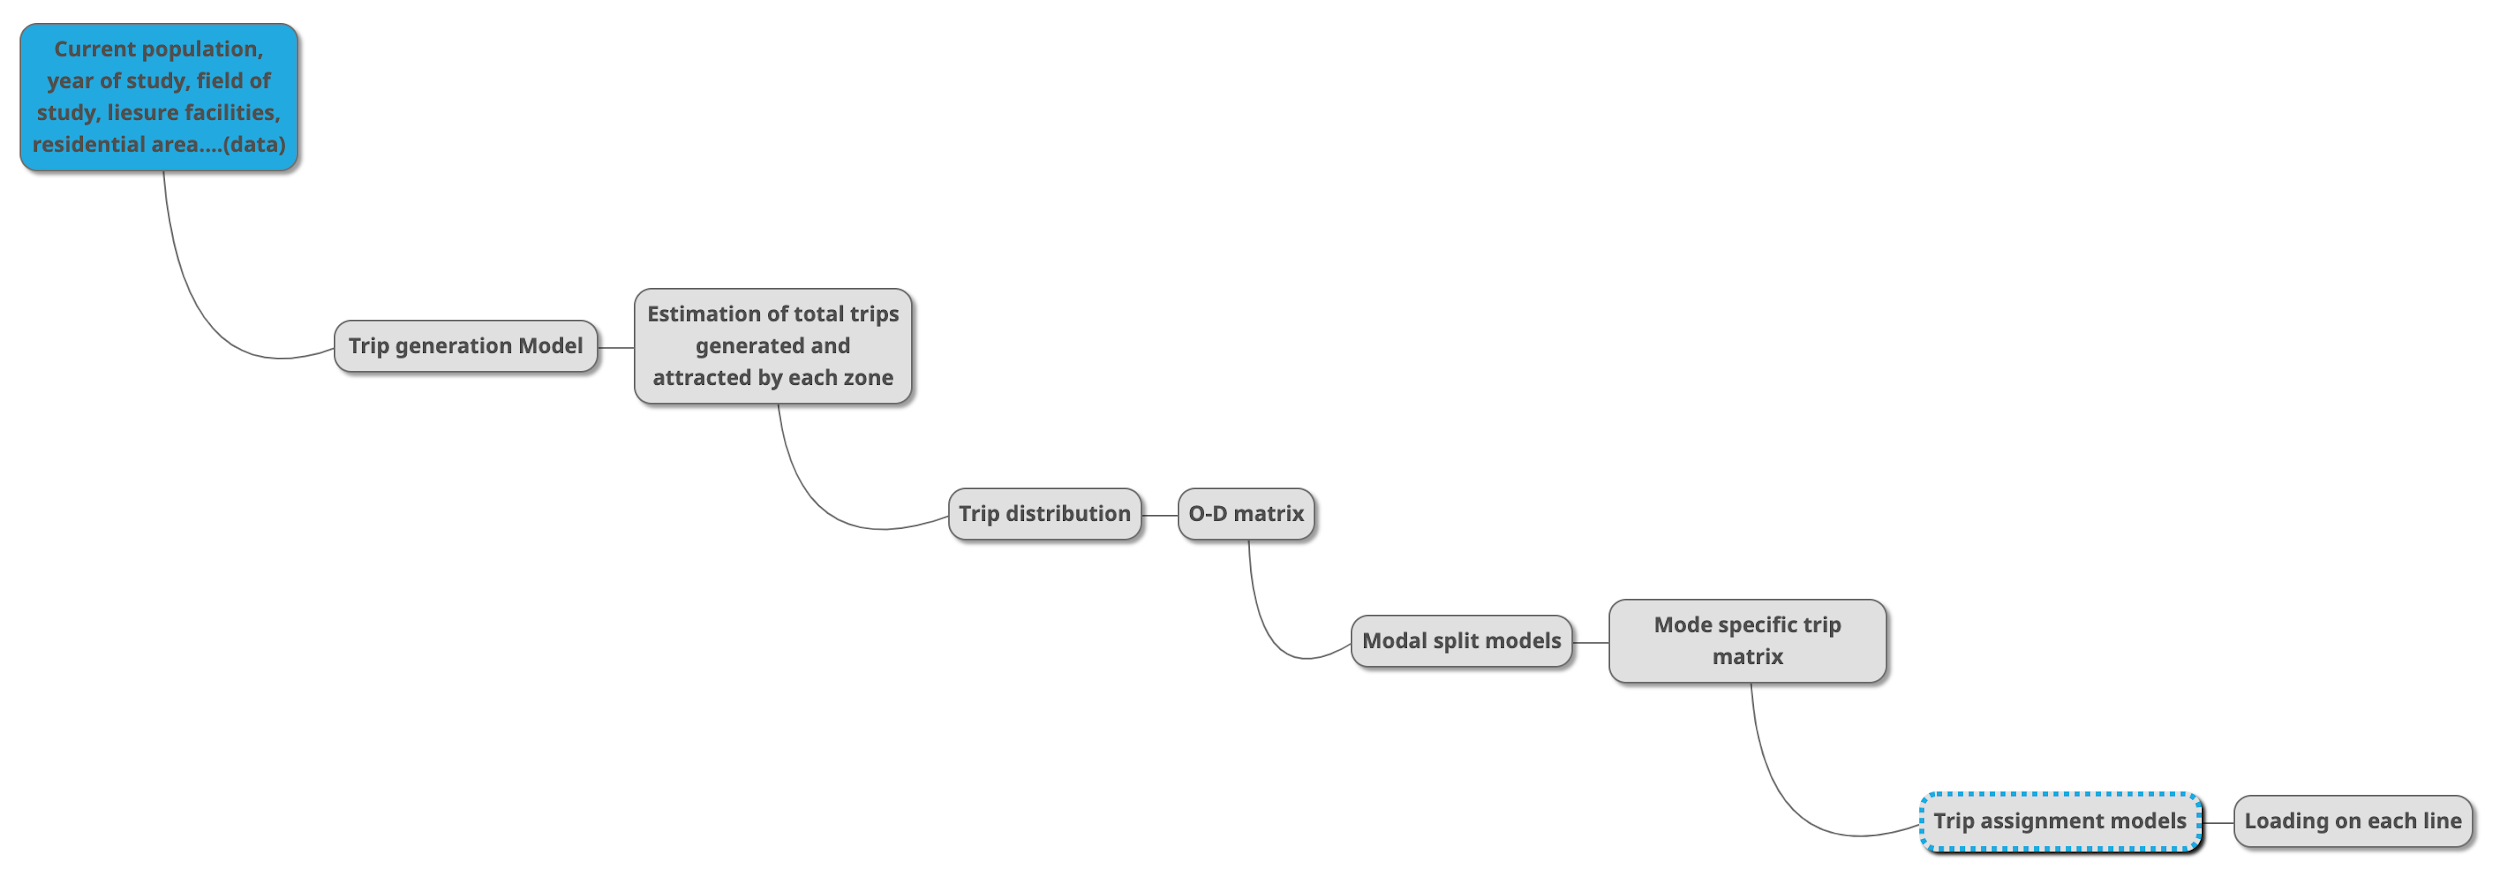 Current population,
year of study, field of
study, liesure facilities,
residential area....(data)
Trip generation Model
Estimation of total trips
generated and
attracted by each zone
Trip distribution
O-D matrix
Modal split models
Mode specific trip
matrix
Trip assignment models
Loading on each line